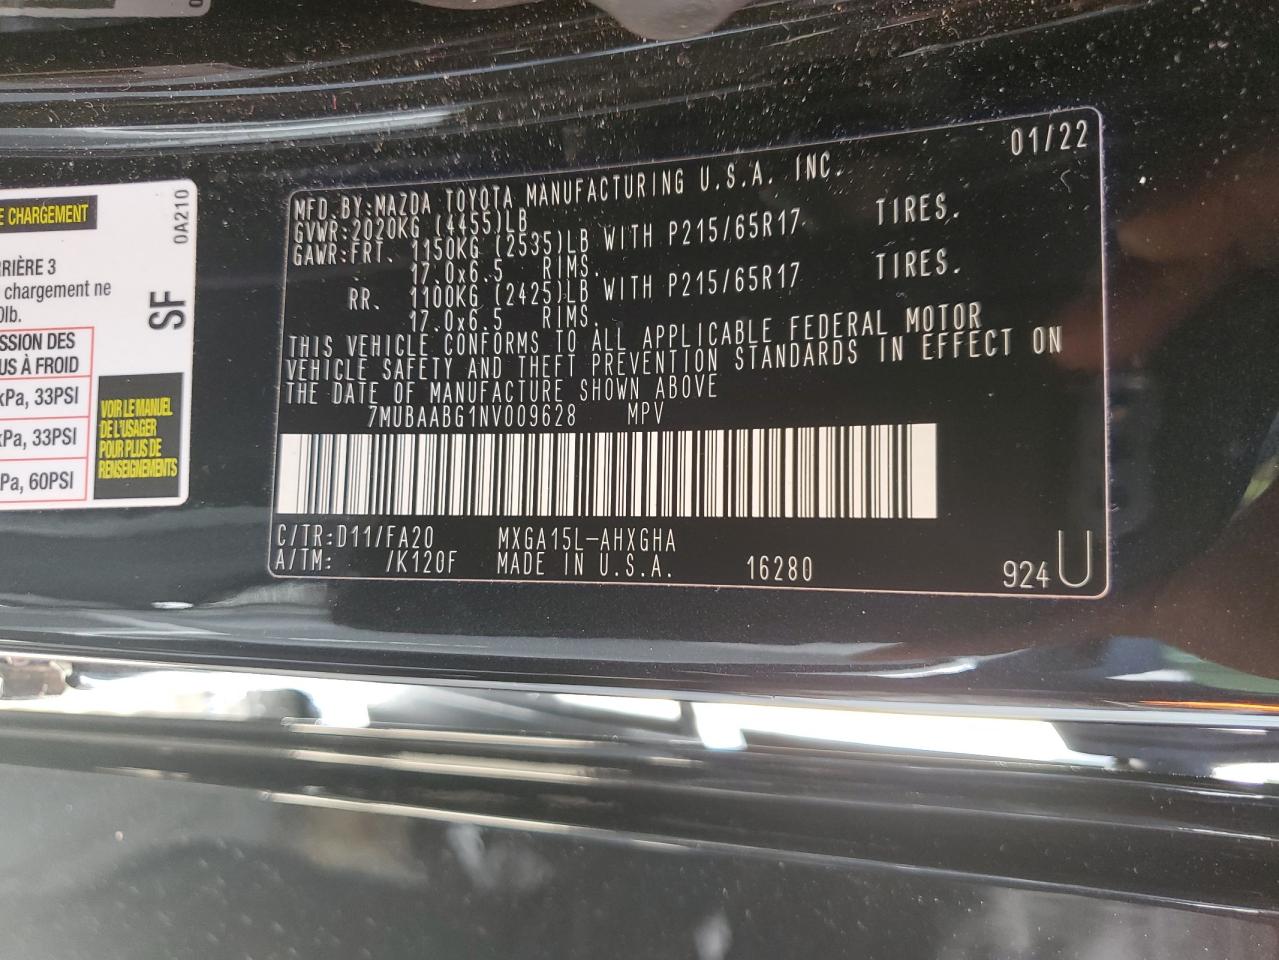 E CHARGEMENT
0A210
RIÈRE 3
chargement ne
0lb.
SF
SSION DES
US À FROID
kPa, 33PSI
kPa, 33PSI
Pa, 60PSI
VOIR LE MANUEL
DE L'USAGER
POUR PLUS DE
RENSEIGNEMENTS
01/22
MFD.BY:MAZDA TOYOTA MANUFACTURING U.S.A. INC.
GVWR:2020KG (4455)LB
GAWR:FRT. 1150KG (2535)LB WITH P215/65R17 TIRES.
17.0x6.5 RIMS.
RR. 1100KG (2425)LB WITH P215/65R17 TIRES.
17.0x6.5 RIMS.
THIS VEHICLE CONFORMS TO ALL APPLICABLE FEDERAL MOTOR
VEHICLE SAFETY AND THEFT PREVENTION STANDARDS IN EFFECT ON
THE DATE OF MANUFACTURE SHOWN ABOVE
7MUBAABG1NV009628 MPV
C/TR:D11/FA20 MXGA15L-AHXGHA
A/TM: /K120F MADE IN U.S.A. 16280 924 U